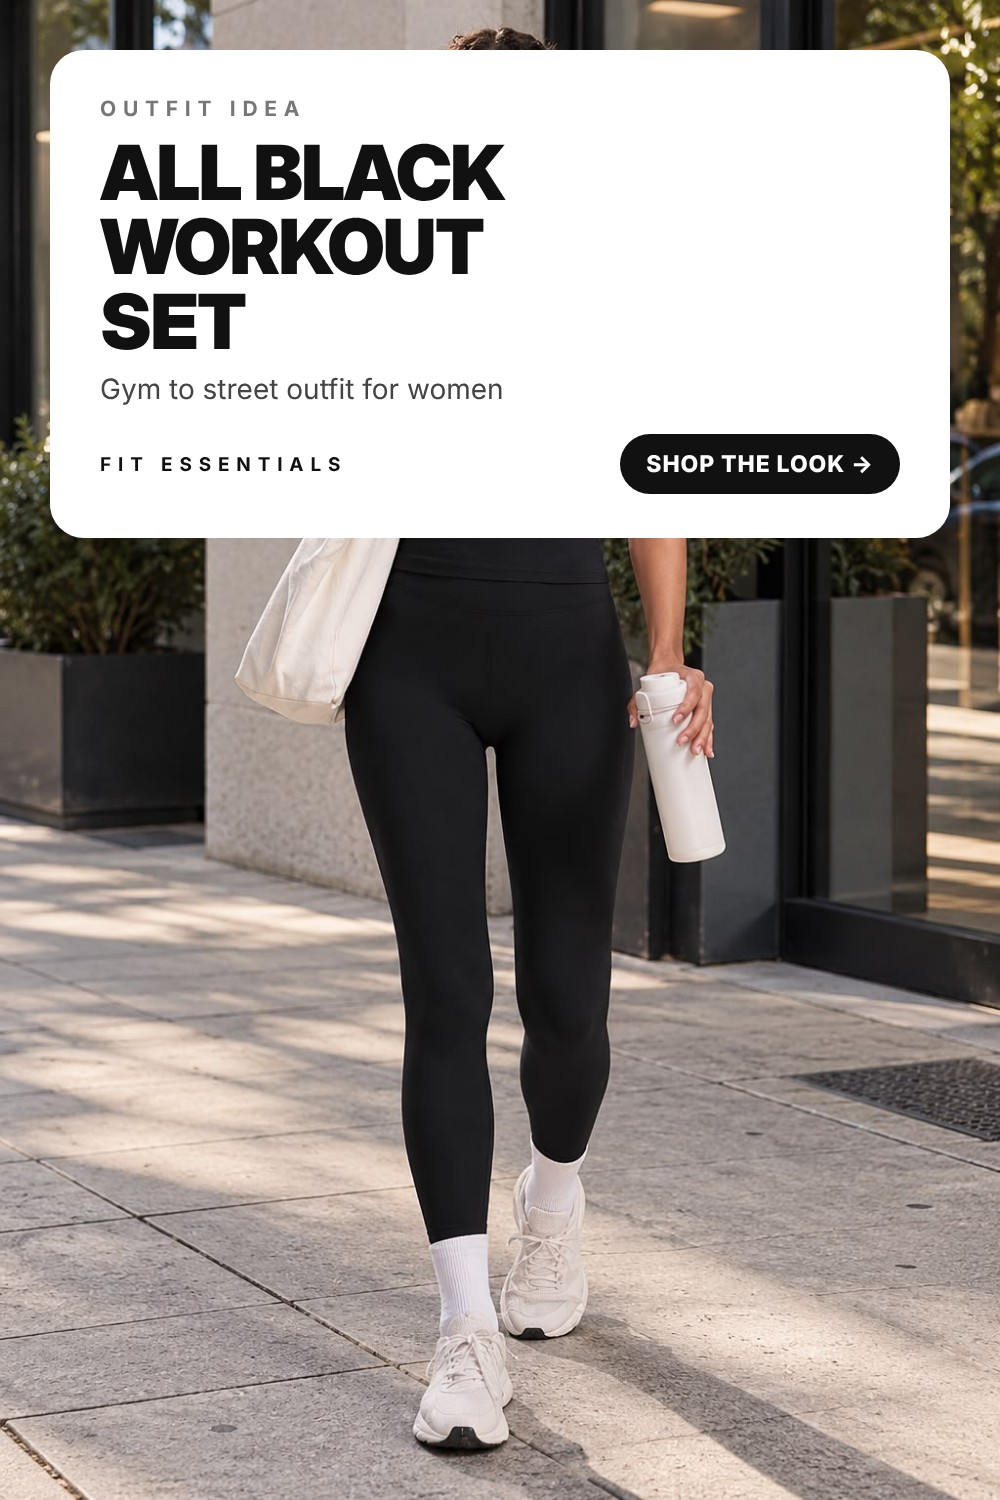 OUTFIT IDEA
ALL BLACK
WORKOUT
SET
Gym to street outfit for women
FIT ESSENTIALS
SHOP THE LOOK →